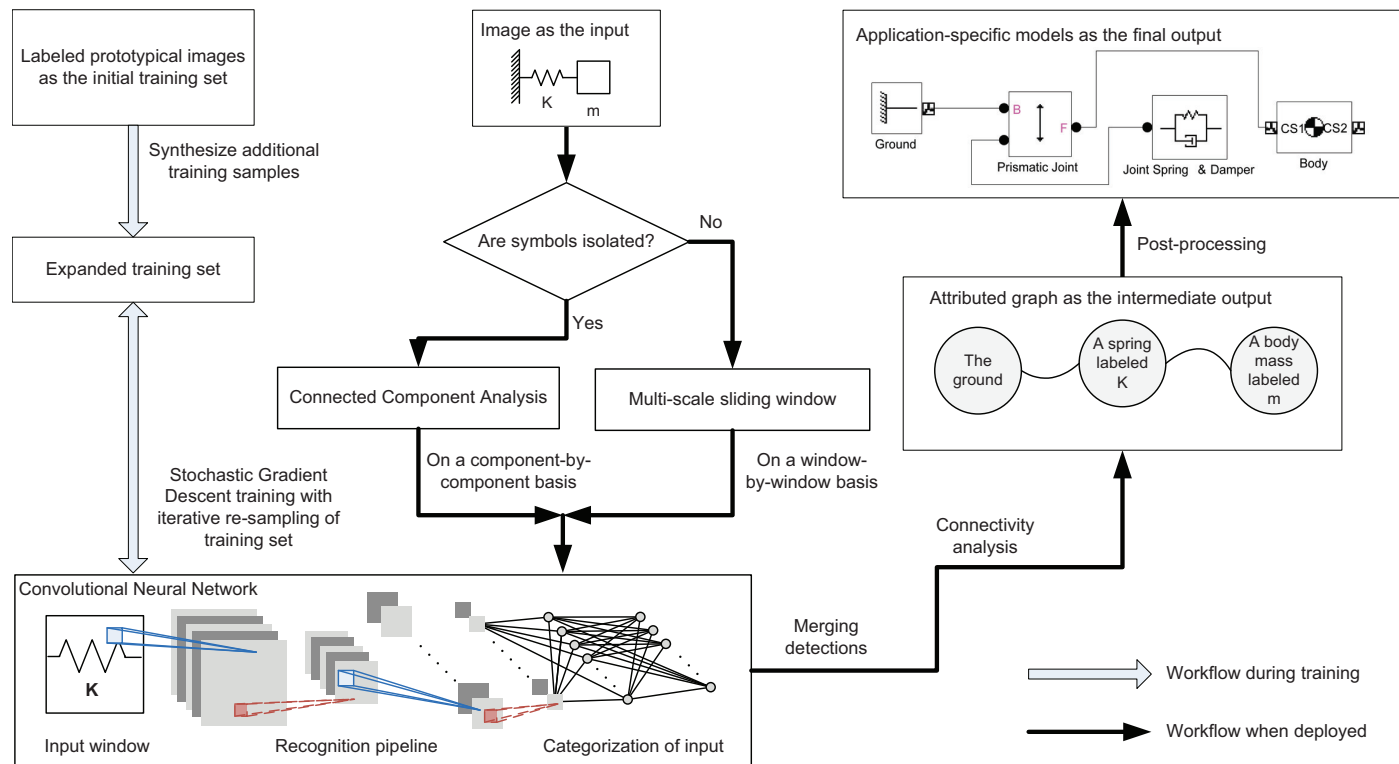 Labeled prototypical images
as the initial training set
Synthesize additional
training samples
Expanded training set
Stochastic Gradient
Descent training with
iterative re-sampling of
training set
Image as the input
K
m
Are symbols isolated?
No
Yes
Connected Component Analysis
Multi-scale sliding window
On a component-by-
component basis
On a window-
by-window basis
Convolutional Neural Network
K
Input window
Recognition pipeline
Categorization of input
Merging
detections
Connectivity
analysis
Attributed graph as the intermediate output
The
ground
A spring
labeled
K
A body
mass
labeled
m
Post-processing
Application-specific models as the final output
Ground
B
F
Prismatic Joint
Joint Spring & Damper
CS1
CS2
Body
Workflow during training
Workflow when deployed